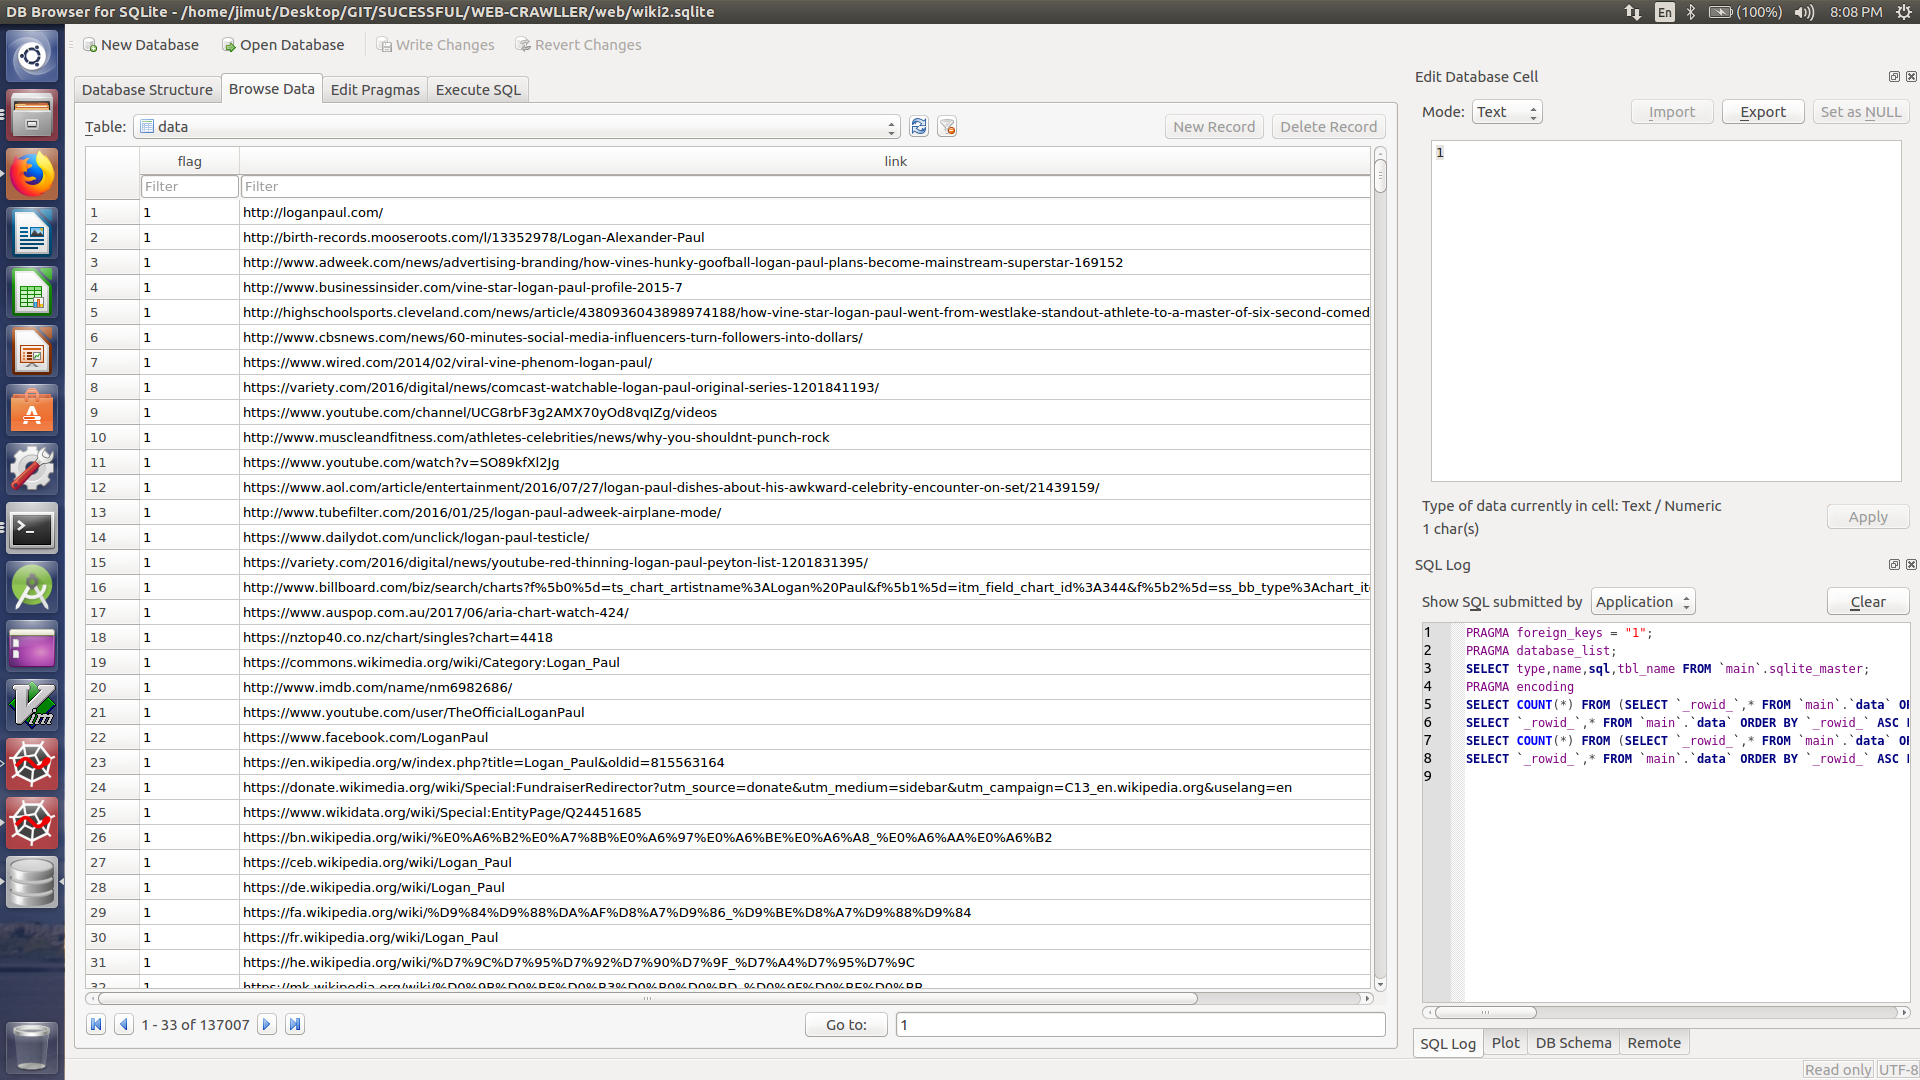 DB Browser for SQLite - /home/jimut/Desktop/GIT/SUCESSFUL/WEB-CRAWLLER/web/wiki2.sqlite
En (100%) 8:08 PM
New Database Open Database Write Changes Revert Changes
Database Structure Browse Data Edit Pragmas Execute SQL
Table: data New Record Delete Record
flag link
Filter Filter
1 1 http://loganpaul.com/
2 1 http://birth-records.mooseroots.com/l/13352978/Logan-Alexander-Paul
3 1 http://www.adweek.com/news/advertising-branding/how-vines-hunky-goofball-logan-paul-plans-become-mainstream-superstar-169152
4 1 http://www.businessinsider.com/vine-star-logan-paul-profile-2015-7
5 1 http://highschoolsports.cleveland.com/news/article/4380936043898974188/how-vine-star-logan-paul-went-from-westlake-standout-athlete-to-a-master-of-six-second-comed
6 1 http://www.cbsnews.com/news/60-minutes-social-media-influencers-turn-followers-into-dollars/
7 1 https://www.wired.com/2014/02/viral-vine-phenom-logan-paul/
8 1 https://variety.com/2016/digital/news/comcast-watchable-logan-paul-original-series-1201841193/
9 1 https://www.youtube.com/channel/UCG8rbF3g2AMX70yOd8vqIZg/videos
10 1 http://www.muscleandfitness.com/athletes-celebrities/news/why-you-shouldnt-punch-rock
11 1 https://www.youtube.com/watch?v=SO89kfXl2Jg
12 1 https://www.aol.com/article/entertainment/2016/07/27/logan-paul-dishes-about-his-awkward-celebrity-encounter-on-set/21439159/
13 1 http://www.tubefilter.com/2016/01/25/logan-paul-adweek-airplane-mode/
14 1 https://www.dailydot.com/unclick/logan-paul-testicle/
15 1 https://variety.com/2016/digital/news/youtube-red-thinning-logan-paul-peyton-list-1201831395/
16 1 http://www.billboard.com/biz/search/charts?f%5b0%5d=ts_chart_artistname%3ALogan%20Paul&f%5b1%5d=itm_field_chart_id%3A344&f%5b2%5d=ss_bb_type%3Achart_it
17 1 https://www.auspop.com.au/2017/06/aria-chart-watch-424/
18 1 https://nztop40.co.nz/chart/singles?chart=4418
19 1 https://commons.wikimedia.org/wiki/Category:Logan_Paul
20 1 http://www.imdb.com/name/nm6982686/
21 1 https://www.youtube.com/user/TheOfficialLoganPaul
22 1 https://www.facebook.com/LoganPaul
23 1 https://en.wikipedia.org/w/index.php?title=Logan_Paul&oldid=815563164
24 1 https://donate.wikimedia.org/wiki/Special:FundraiserRedirector?utm_source=donate&utm_medium=sidebar&utm_campaign=C13_en.wikipedia.org&uselang=en
25 1 https://www.wikidata.org/wiki/Special:EntityPage/Q24451685
26 1 https://bn.wikipedia.org/wiki/%E0%A6%B2%E0%A7%8B%E0%A6%97%E0%A6%BE%E0%A6%A8_%E0%A6%AA%E0%A6%B2
27 1 https://ceb.wikipedia.org/wiki/Logan_Paul
28 1 https://de.wikipedia.org/wiki/Logan_Paul
29 1 https://fa.wikipedia.org/wiki/%D9%84%D9%88%DA%AF%D8%A7%D9%86_%D9%BE%D8%A7%D9%88%D9%84
30 1 https://fr.wikipedia.org/wiki/Logan_Paul
31 1 https://he.wikipedia.org/wiki/%D7%9C%D7%95%D7%92%D7%90%D7%9F_%D7%A4%D7%95%D7%9C
32 1 https://mk.wikipedia.org/wiki/%D0%9B%D0%BE%D0%B3%D0%B0%D0%BD_%D0%9F%D0%BE%D0%BB
1 - 33 of 137007 Go to: 1
Edit Database Cell
Mode: Text Import Export Set as NULL
1
Type of data currently in cell: Text / Numeric
1 char(s)
Apply
SQL Log
Show SQL submitted by Application Clear
1 PRAGMA foreign_keys = "1";
2 PRAGMA database_list;
3 SELECT type,name,sql,tbl_name FROM `main`.sqlite_master;
4 PRAGMA encoding
5 SELECT COUNT(*) FROM (SELECT `_rowid_`,* FROM `main`.`data` OR
6 SELECT `_rowid_`,* FROM `main`.`data` ORDER BY `_rowid_` ASC L
7 SELECT COUNT(*) FROM (SELECT `_rowid_`,* FROM `main`.`data` OR
8 SELECT `_rowid_`,* FROM `main`.`data` ORDER BY `_rowid_` ASC L
9
SQL Log Plot DB Schema Remote
Read only UTF-8